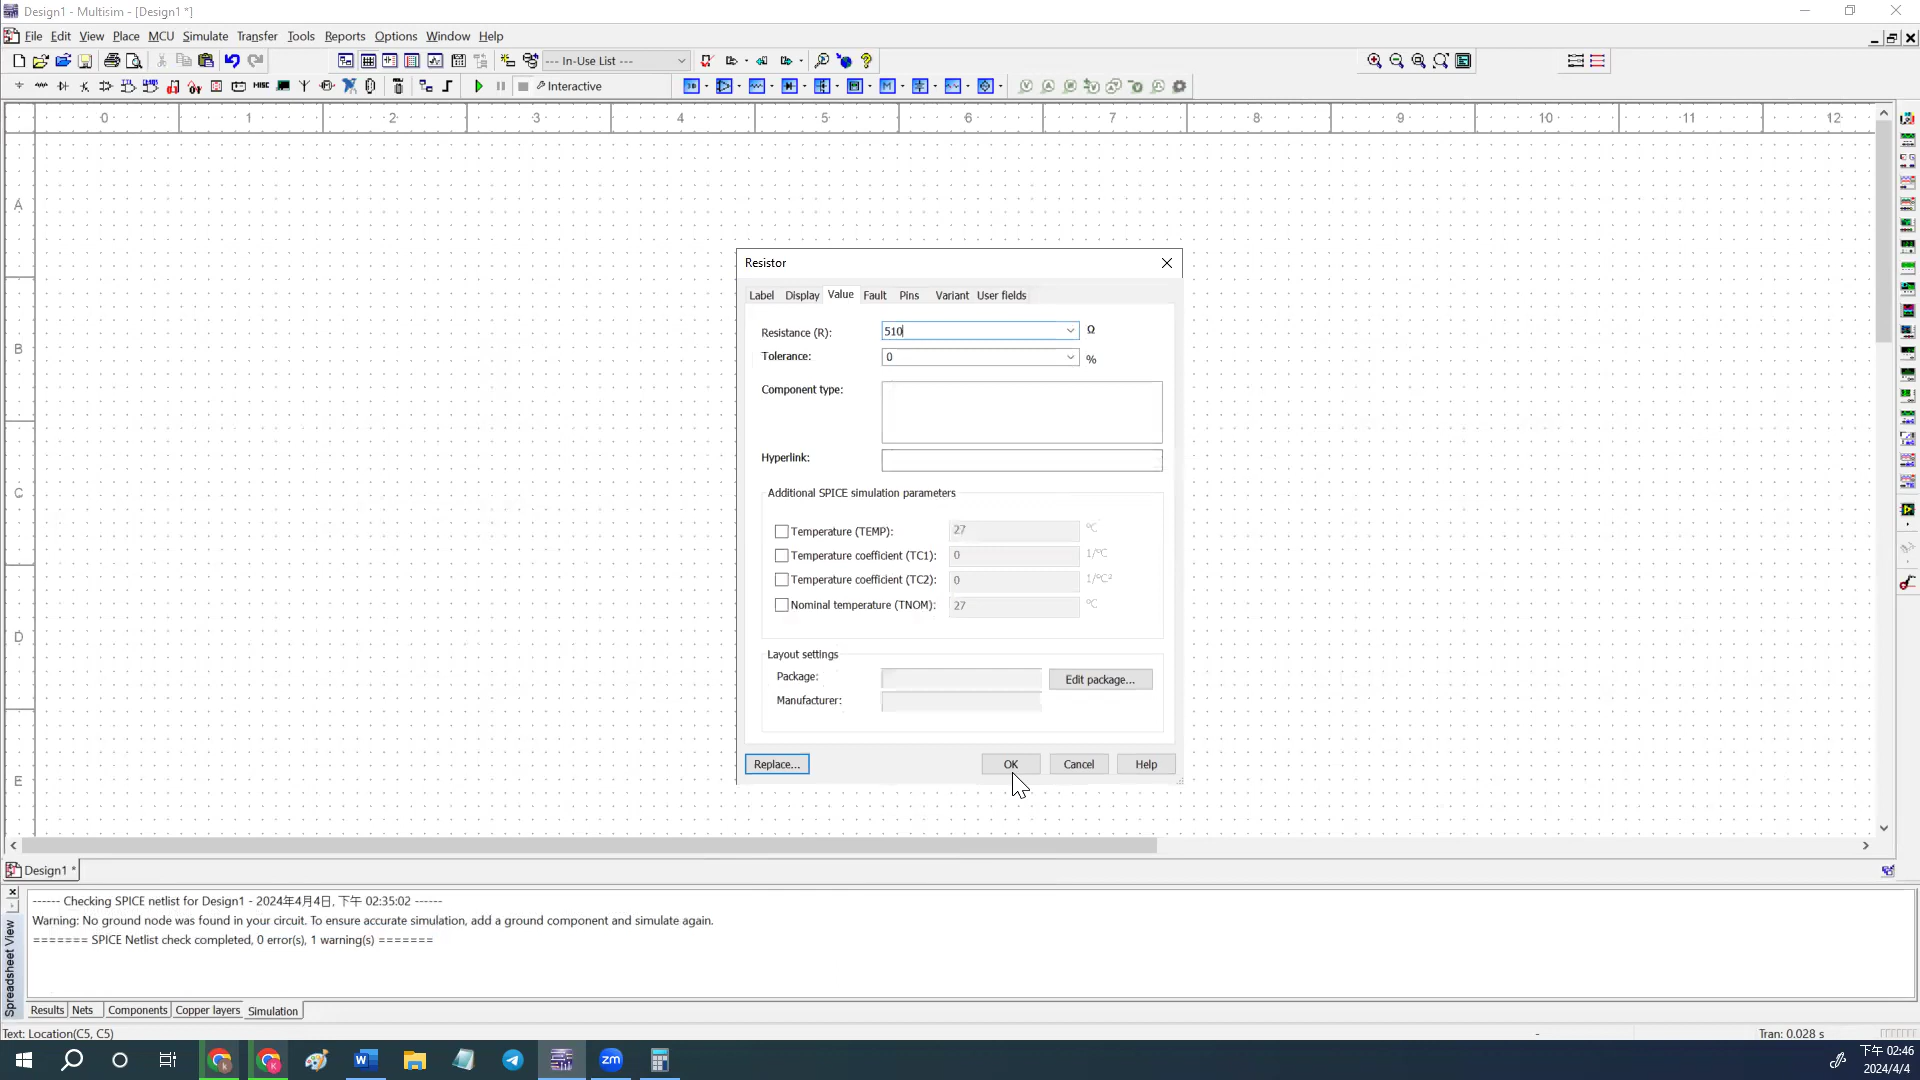 Design1 - Multisim - [Design1 *]
File Edit View Place MCU Simulate Transfer Tools Reports Options Window Help
--- In-Use List ---
MISC Interactive
0 1 2 3 4 5 6 7 8 9 10 11 12
A
B
C
D
E
Resistor
Label Display Value Fault Pins Variant User fields
Resistance (R): 510 Ω
Tolerance: 0 %
Component type:
Hyperlink:
Additional SPICE simulation parameters
Temperature (TEMP): 27 °C
Temperature coefficient (TC1): 0 1/°C
Temperature coefficient (TC2): 0 1/°C²
Nominal temperature (TNOM): 27 °C
Layout settings
Package: Edit package...
Manufacturer:
Replace... OK Cancel Help
Design1 *
Spreadsheet View
------ Checking SPICE netlist for Design1 - 2024年4月4日, 下午 02:35:02 ------
Warning: No ground node was found in your circuit. To ensure accurate simulation, add a ground component and simulate again.
======= SPICE Netlist check completed, 0 error(s), 1 warning(s) =======
Results Nets Components Copper layers Simulation
Text: Location(C5, C5) - Tran: 0.028 s
zm
下午 02:46
2024/4/4